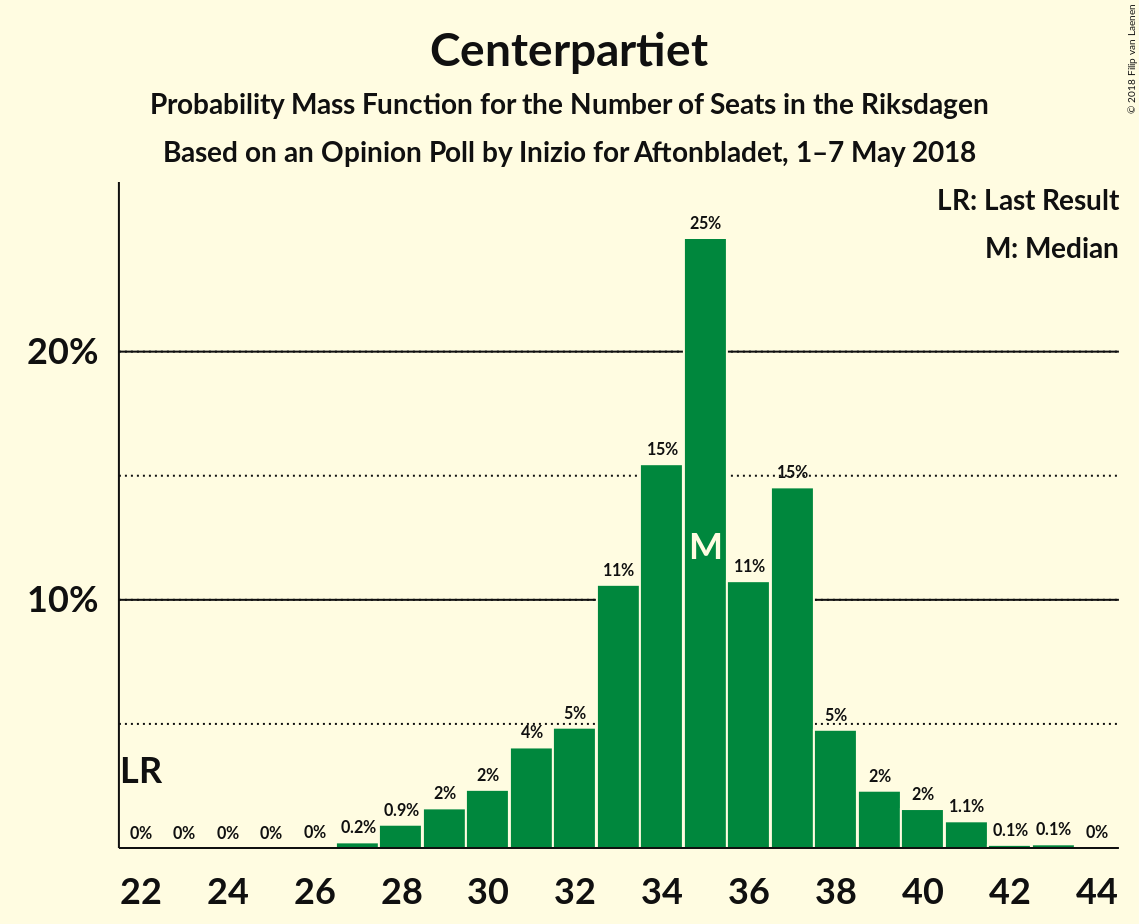 Centerpartiet
Probability Mass Function for the Number of Seats in the Riksdagen
Based on an Opinion Poll by Inizio for Aftonbladet, 1–7 May 2018
© 2018 Filip van Laenen
LR: Last Result
M: Median
20%
10%
LR
M
0% 0% 0% 0% 0% 0.2% 0.9% 2% 2% 4% 5% 11% 15% 25% 11% 15% 5% 2% 2% 1.1% 0.1% 0.1% 0%
22 24 26 28 30 32 34 36 38 40 42 44